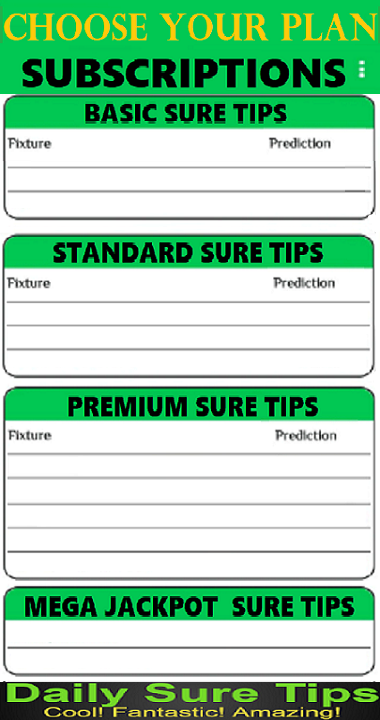 CHOOSE YOUR PLAN
SUBSCRIPTIONS
BASIC SURE TIPS
Fixture Prediction
STANDARD SURE TIPS
Fixture Prediction
PREMIUM SURE TIPS
Fixture Prediction
MEGA JACKPOT SURE TIPS
Daily Sure Tips
Cool! Fantastic! Amazing!